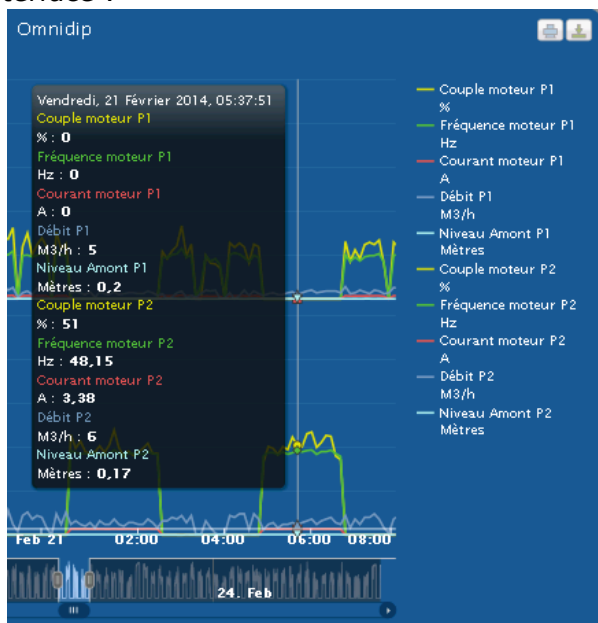 Omnidip
Vendredi, 21 Février 2014, 05:37:51
Couple moteur P1
% : 0
Fréquence moteur P1
Hz : 0
Courant moteur P1
A : 0
Débit P1
M3/h : 5
Niveau Amont P1
Mètres : 0,2
Couple moteur P2
% : 51
Fréquence moteur P2
Hz : 48,15
Courant moteur P2
A : 3,38
Débit P2
M3/h : 6
Niveau Amont P2
Mètres : 0,17
Couple moteur P1
%
Fréquence moteur P1
Hz
Courant moteur P1
A
Débit P1
M3/h
Niveau Amont P1
Mètres
Couple moteur P2
%
Fréquence moteur P2
Hz
Courant moteur P2
A
Débit P2
M3/h
Niveau Amont P2
Mètres
Feb 21 02:00 04:00 06:00 08:00
24. Feb